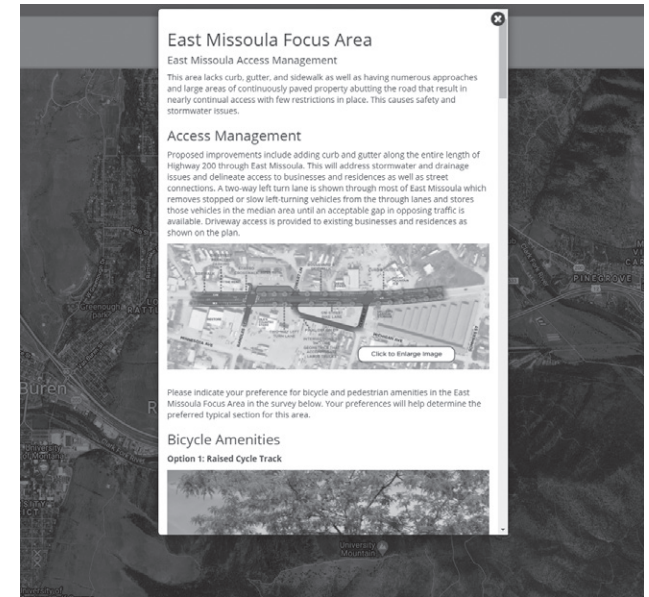 East Missoula Focus Area
East Missoula Access Management
This area lacks curb, gutter, and sidewalk as well as having numerous approaches
and large areas of continuously paved property abutting the road that result in
nearly continual access with few restrictions in place. This causes safety and
stormwater issues.
Access Management
Proposed improvements include adding curb and gutter along the entire length of
Highway 200 through East Missoula. This will address stormwater and drainage
issues and delineate access to businesses and residences as well as street
connections. A two-way left turn lane is shown through most of East Missoula which
removes stopped or slow left-turning vehicles from the through lanes and stores
those vehicles in the median area until an acceptable gap in opposing traffic is
available. Driveway access is provided to existing businesses and residences as
shown on the plan.
Click to Enlarge Image
Please indicate your preference for bicycle and pedestrian amenities in the East
Missoula Focus Area in the survey below. Your preferences will help determine the
preferred typical section for this area.
Bicycle Amenities
Option 1: Raised Cycle Track
Greenough
park
Buren
University
of Montana
PINEGROVE
University
Mountain
University of